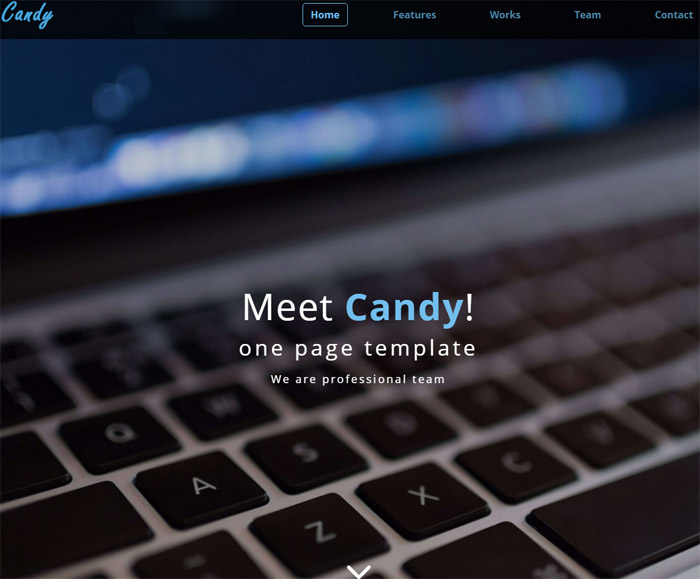 Candy
Home Features Works Team Contact
Meet Candy!
one page template
We are professional team
Q W
A S D
Z X C V